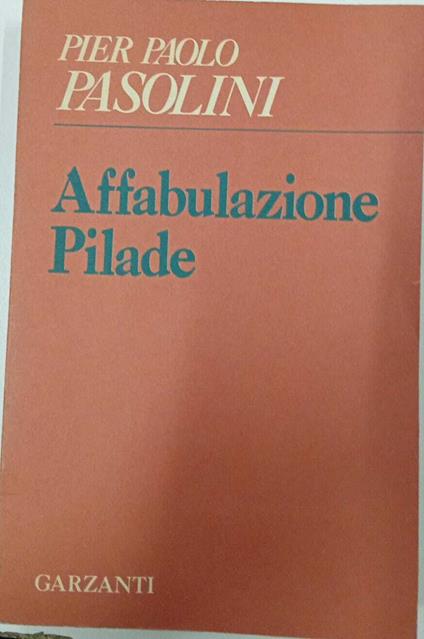 PIER PAOLO
PASOLINI
Affabulazione
Pilade
GARZANTI